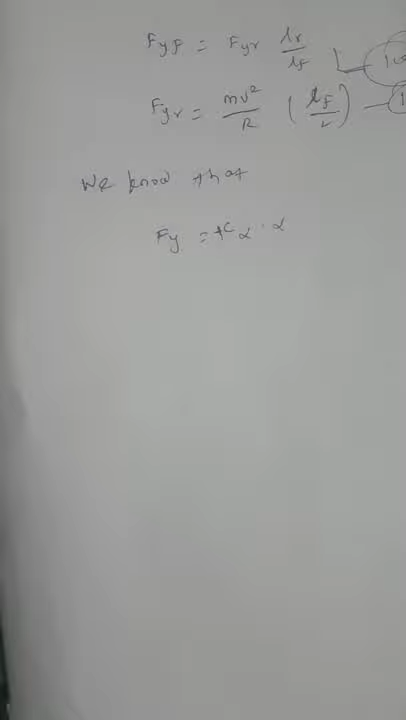 Fyf = Fyr lr/lf
Fyr = mv²/R (lf/L)
We know that
Fy = +Cα · α